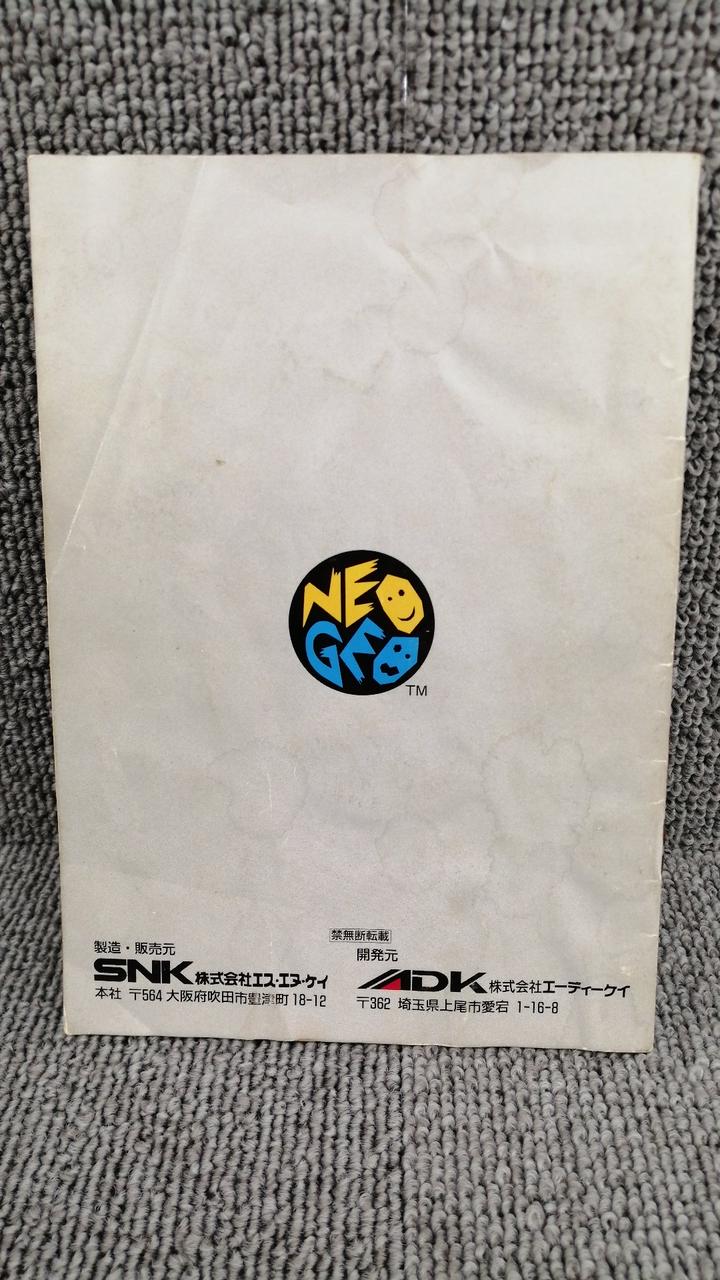 NEO
GEO
TM
禁無断転載
製造・販売元
SNK 株式会社エス・エヌ・ケイ
本社 〒564 大阪府吹田市豊津町18-12
開発元
ADK 株式会社エーディーケイ
〒362 埼玉県上尾市愛宕 1-16-8